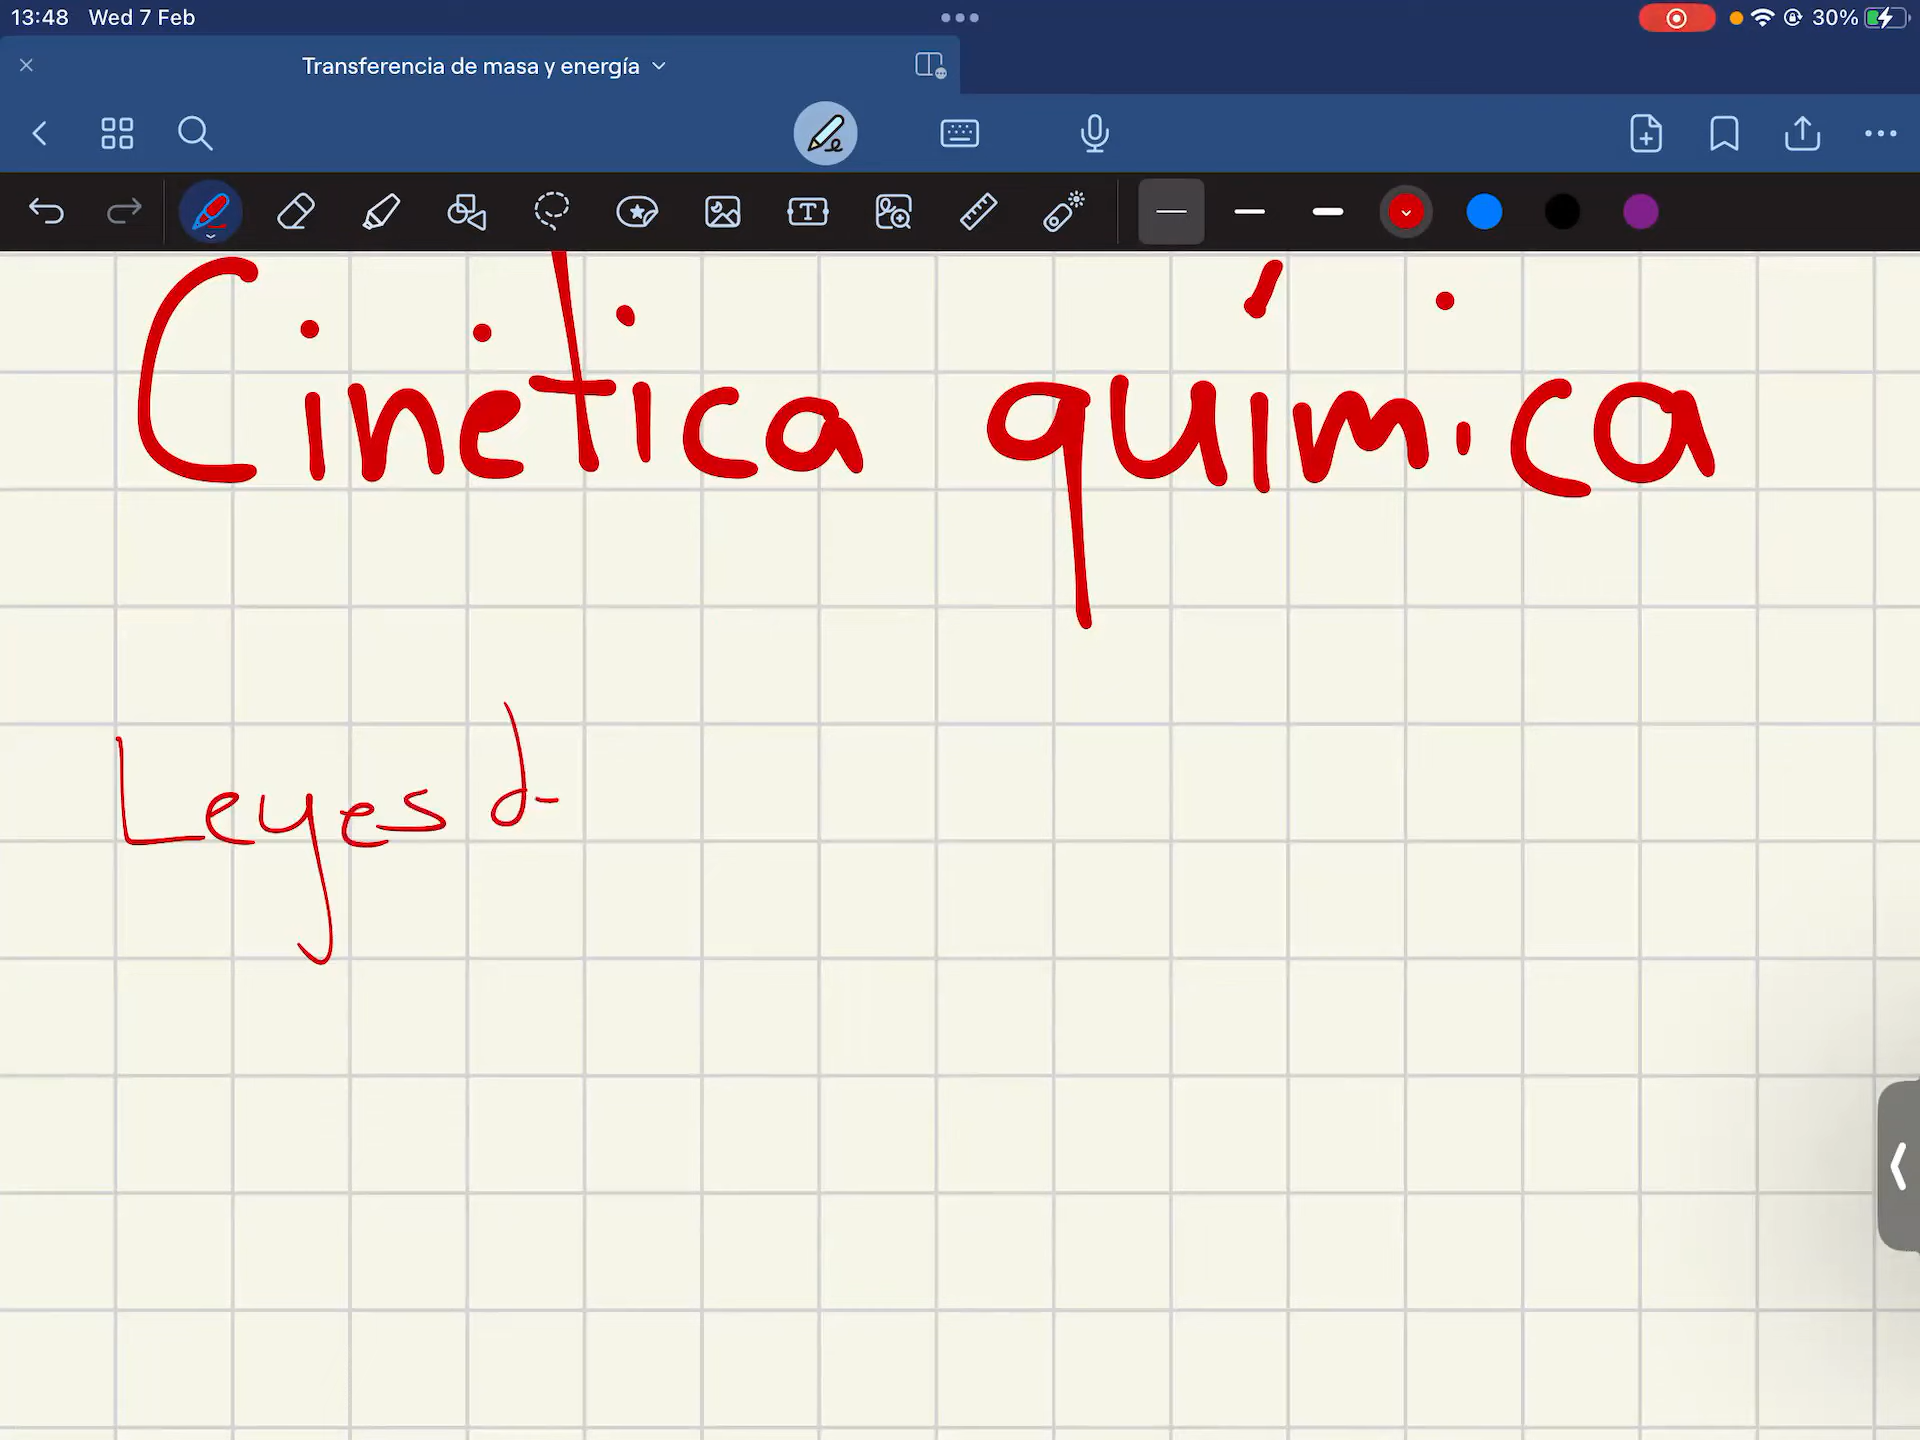 13:48 Wed 7 Feb 30%
Transferencia de masa y energía
Cinética química
Leyes d